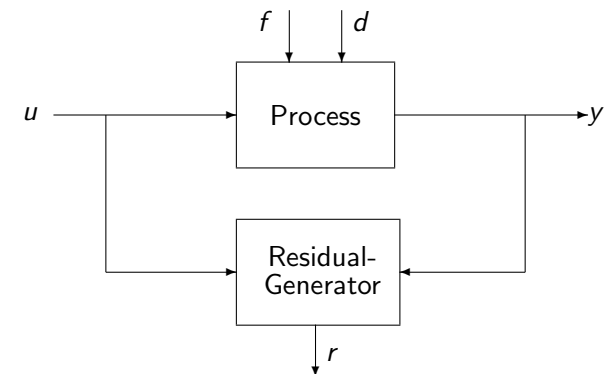 f
d
u
Process
y
Residual-
Generator
r